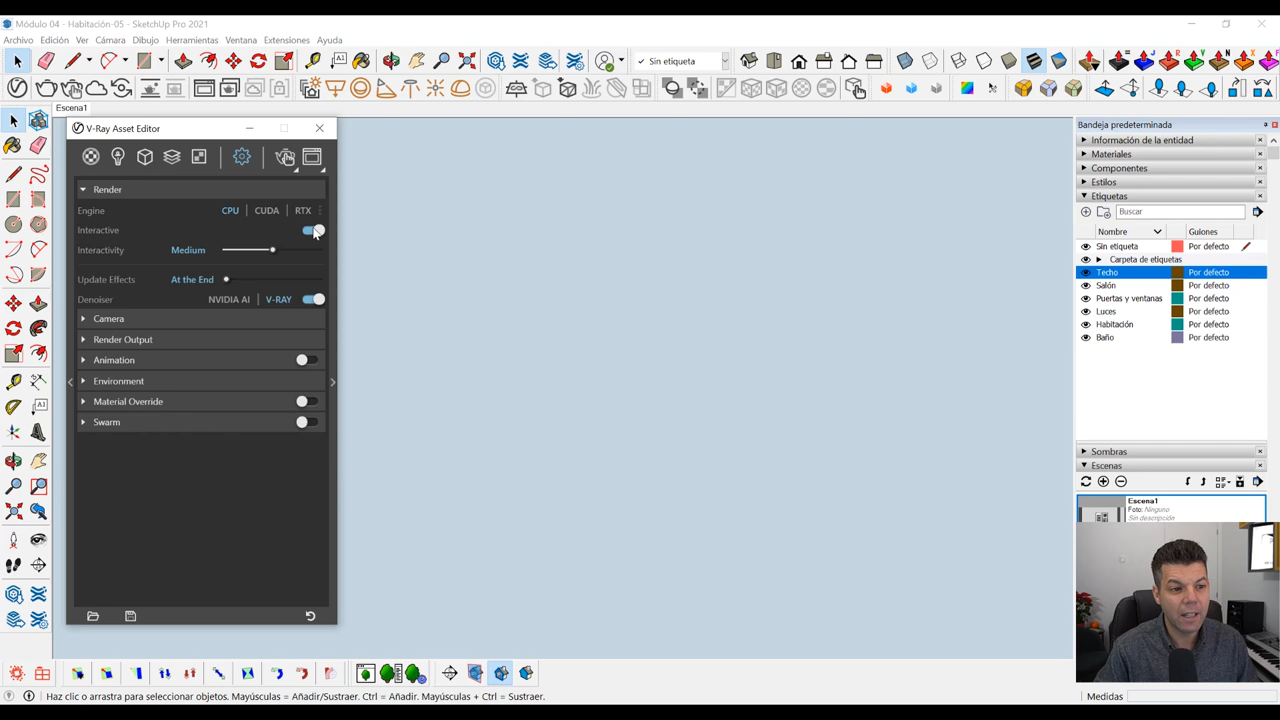 Módulo 04 - Habitación-05 - SketchUp Pro 2021
Archivo Edición Ver Cámara Dibujo Herramientas Ventana Extensiones Ayuda
Sin etiqueta
Escena1
V-Ray Asset Editor
Render
Engine CPU CUDA RTX
Interactive
Interactivity Medium
Update Effects At the End
Denoiser NVIDIA AI V-RAY
Camera
Render Output
Animation
Environment
Material Override
Swarm
Bandeja predeterminada
Información de la entidad
Materiales
Componentes
Estilos
Etiquetas
Buscar
Nombre Guiones
Sin etiqueta Por defecto
Carpeta de etiquetas
Techo Por defecto
Salón Por defecto
Puertas y ventanas Por defecto
Luces Por defecto
Habitación Por defecto
Baño Por defecto
Sombras
Escenas
Escena1
Foto: Ninguno
Sin descripción
Haz clic o arrastra para seleccionar objetos. Mayúsculas = Añadir/Sustraer. Ctrl = Añadir. Mayúsculas + Ctrl = Sustraer.
Medidas